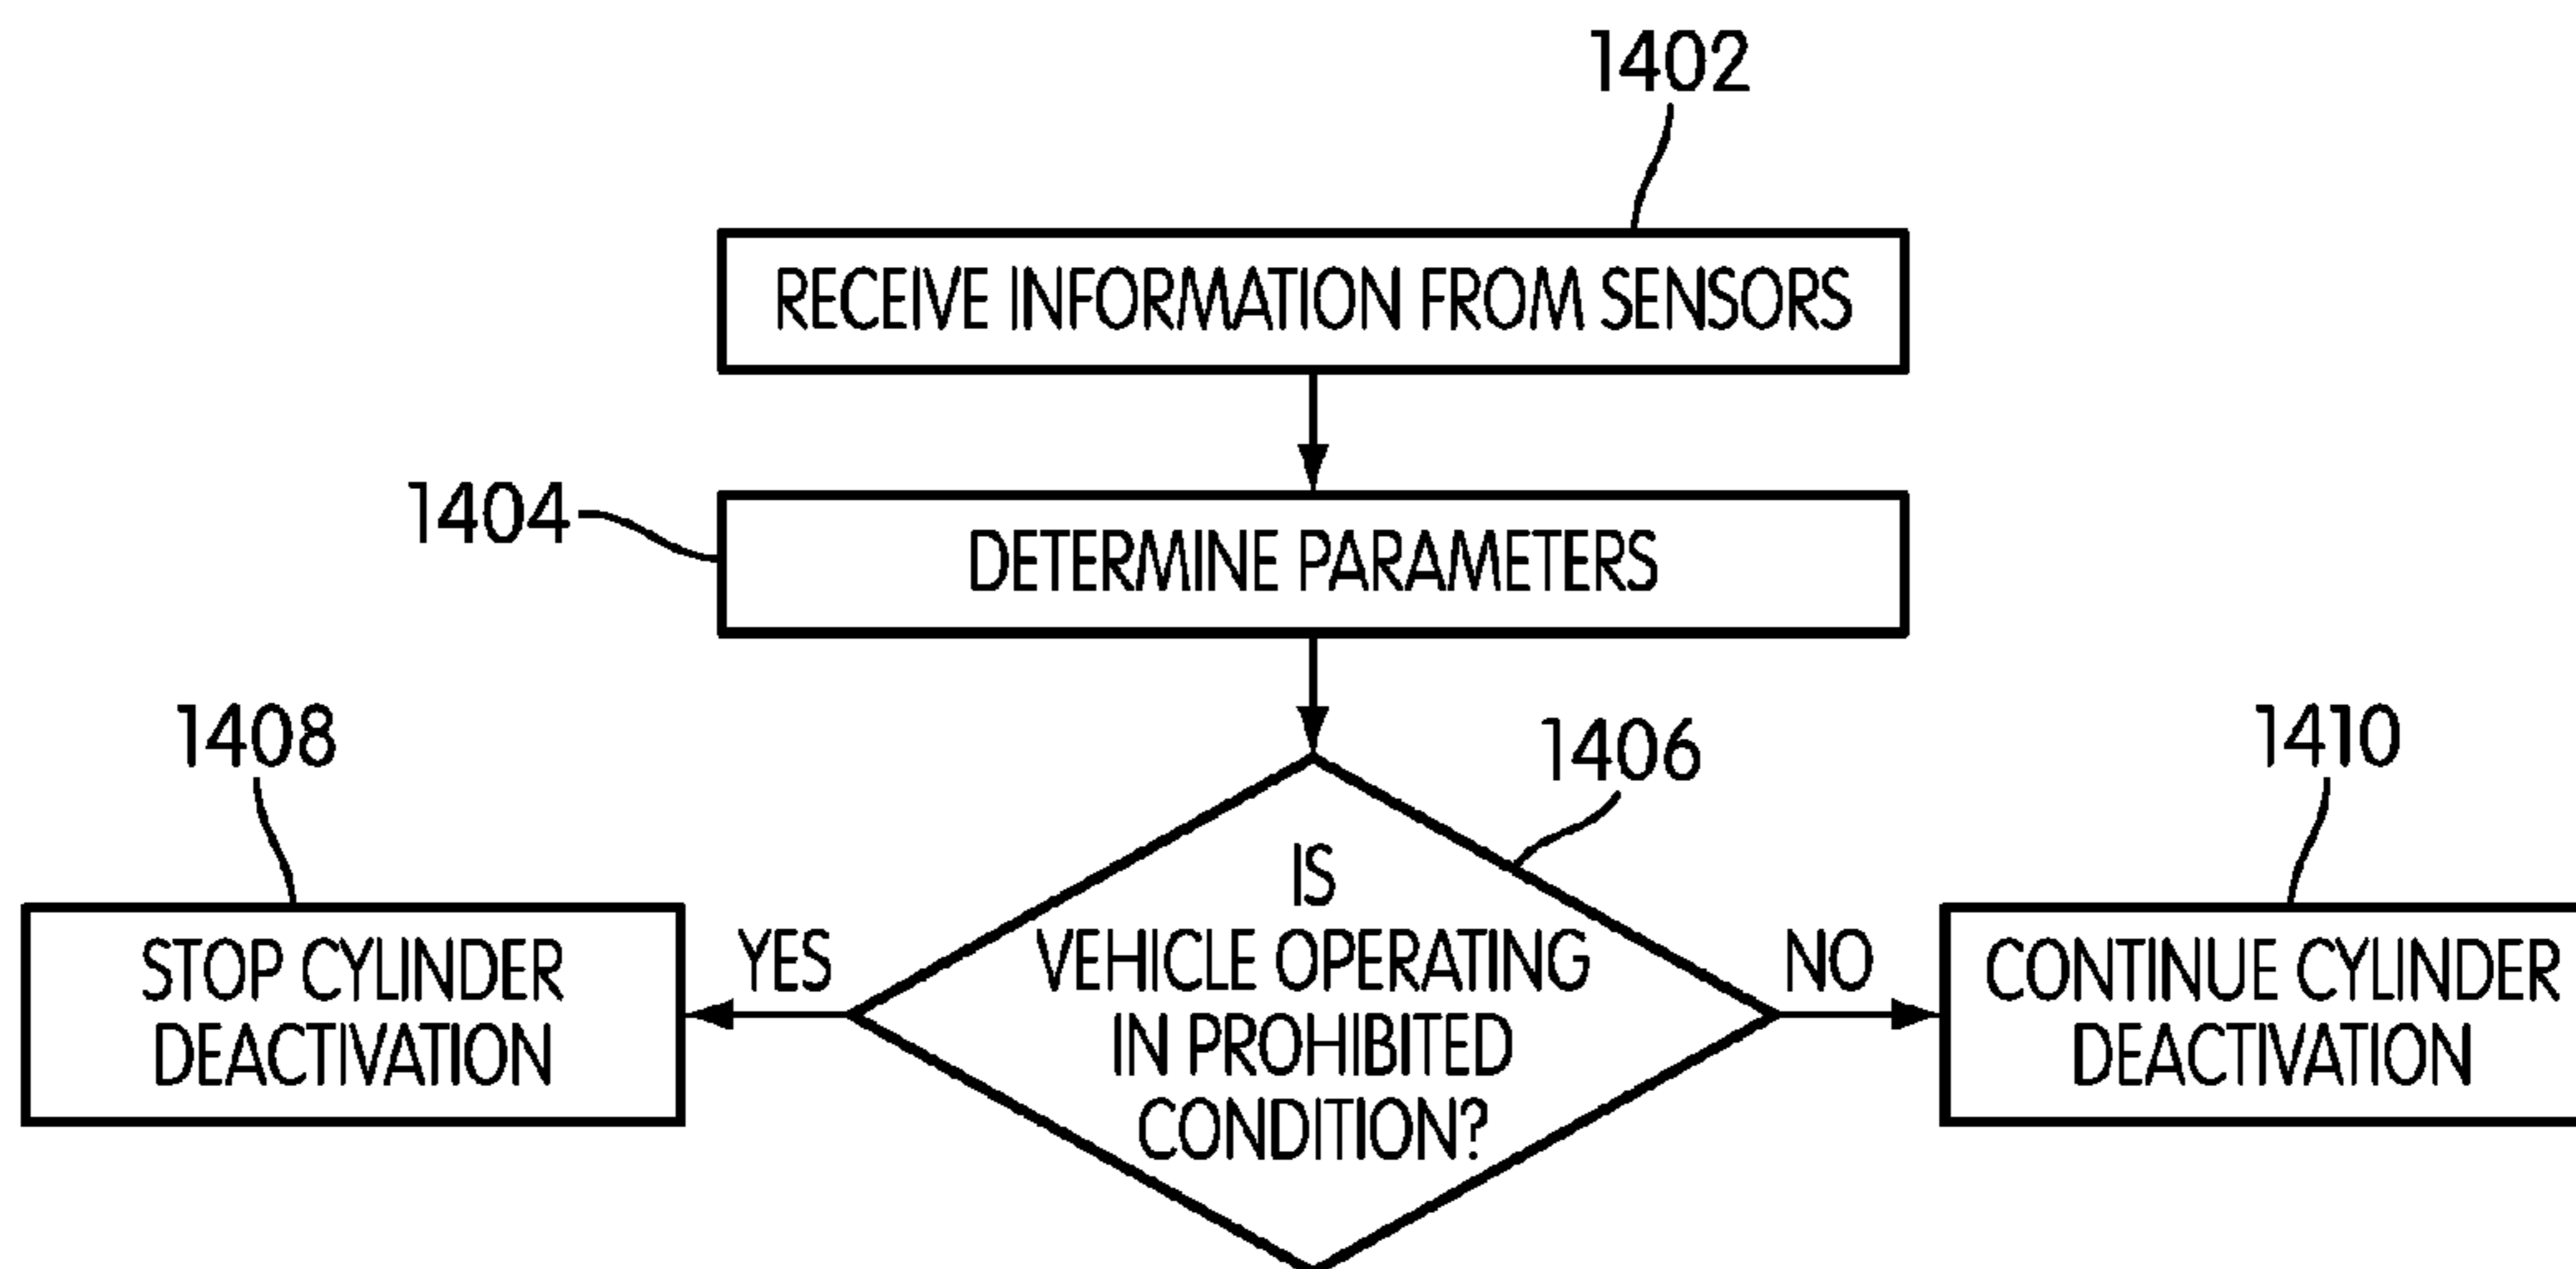 1402
RECEIVE INFORMATION FROM SENSORS
1404
DETERMINE PARAMETERS
1408
1406
1410
IS
VEHICLE OPERATING
IN PROHIBITED
CONDITION?
YES
NO
STOP CYLINDER
DEACTIVATION
CONTINUE CYLINDER
DEACTIVATION